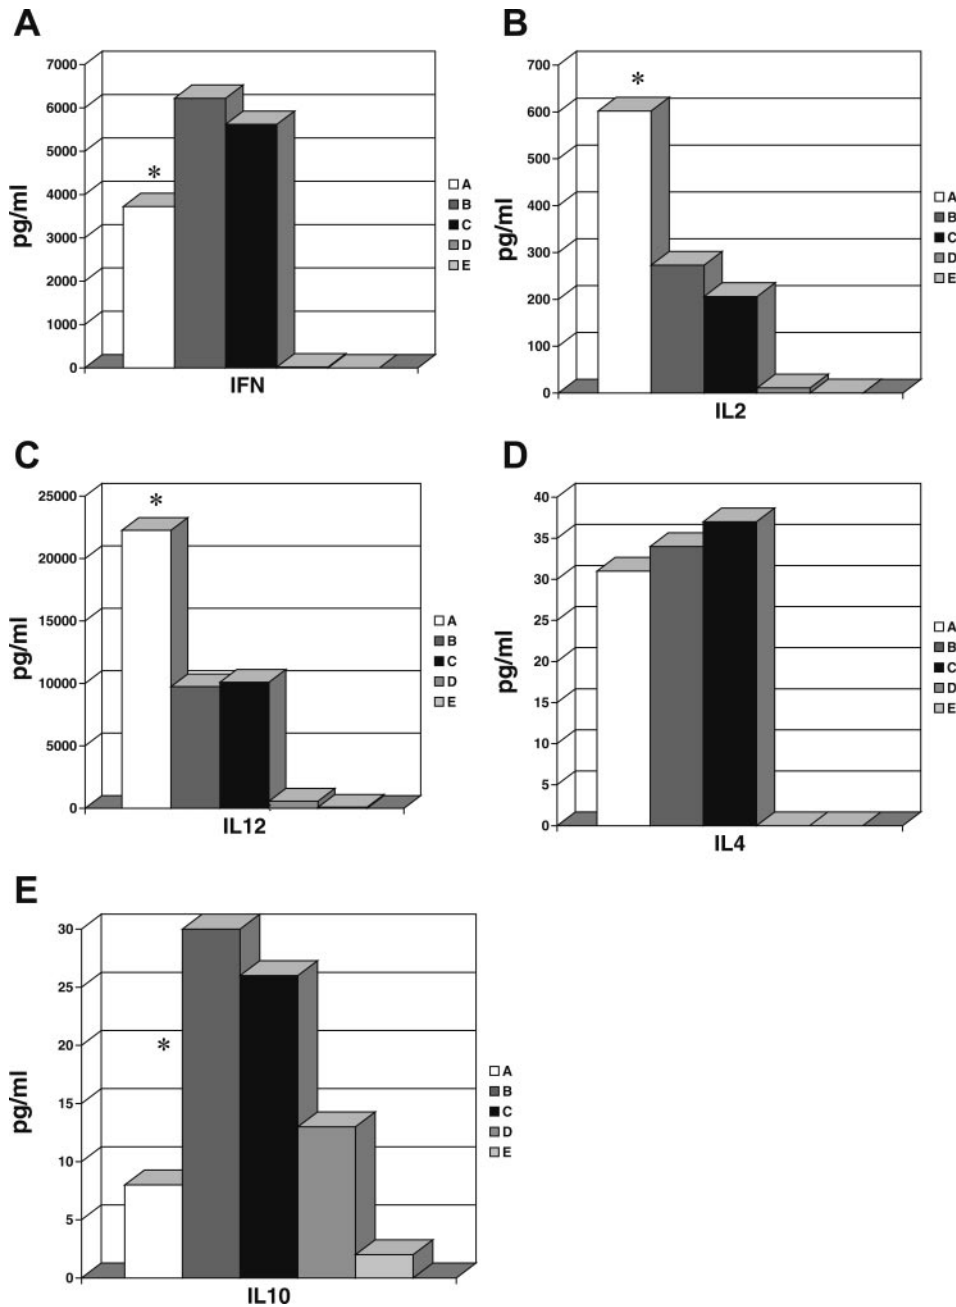 A
7000
6000
5000
4000
3000
2000
1000
0
pg/ml
*
IFN
A
B
C
D
E
B
700
600
500
400
300
200
100
0
pg/ml
*
IL2
A
B
C
D
E
C
25000
20000
15000
10000
5000
0
pg/ml
*
IL12
A
B
C
D
E
D
40
35
30
25
20
15
10
5
0
pg/ml
IL4
A
B
C
D
E
E
30
25
20
15
10
5
0
pg/ml
*
IL10
A
B
C
D
E